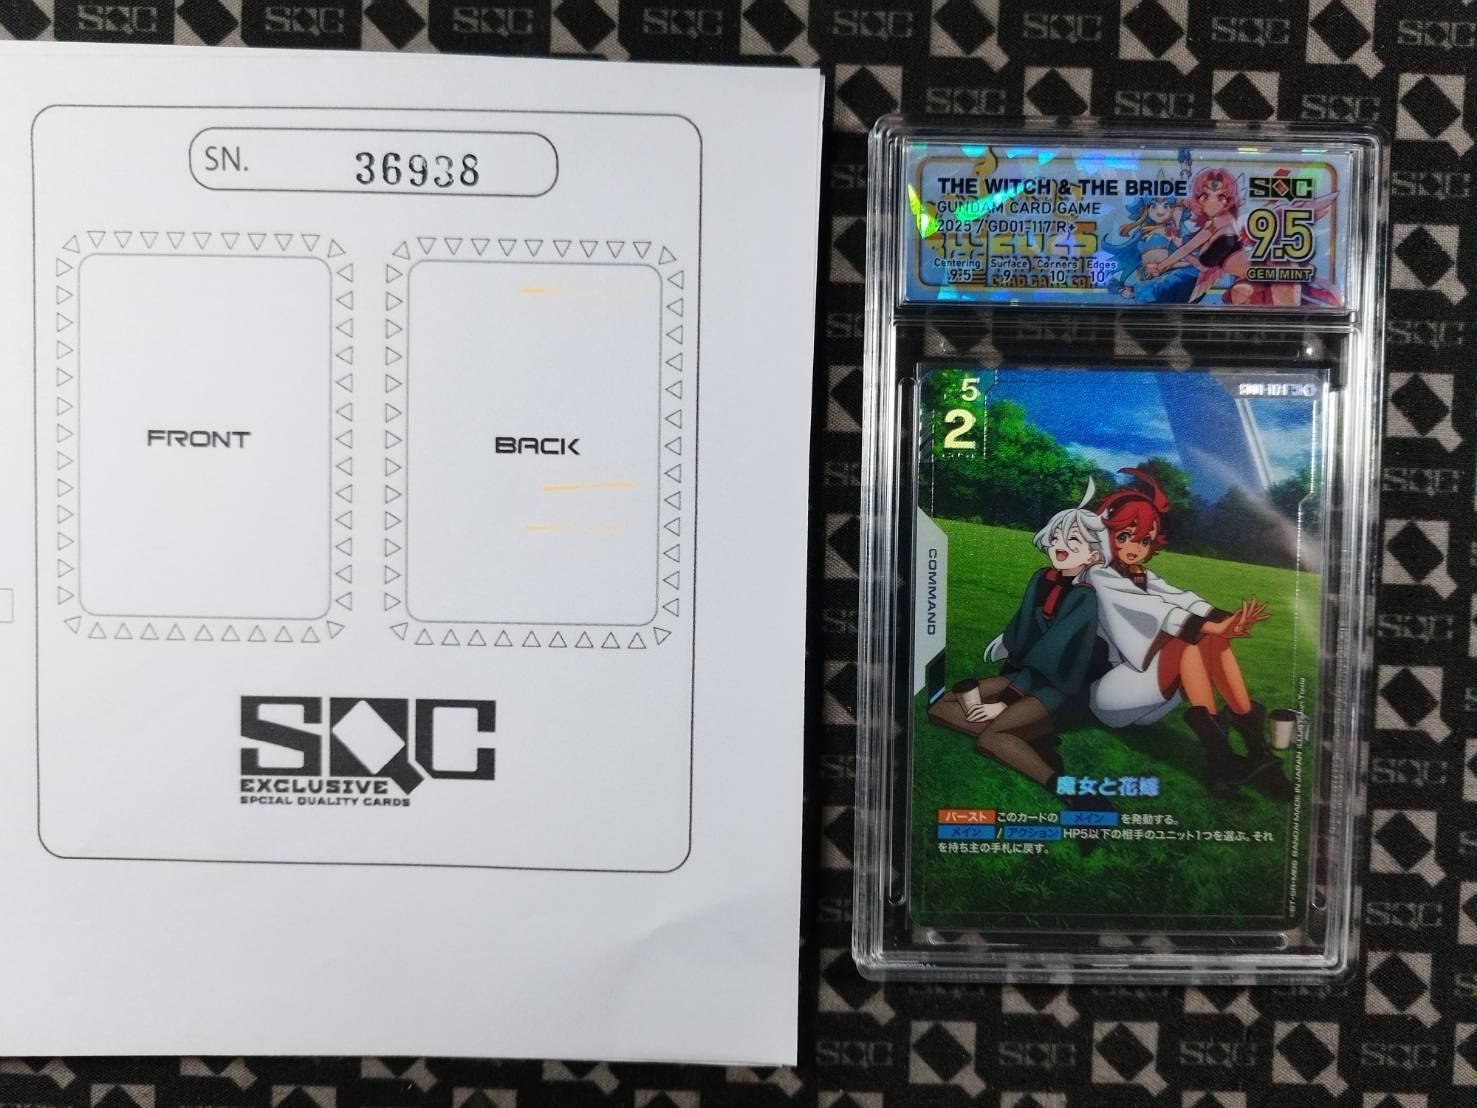 SN. 36938
FRONT
BACK
SQC
EXCLUSIVE
SPCIAL QUALITY CARDS
THE WITCH & THE BRIDE
SQC
GUNDAM CARD GAME
2025 / GD01-117 R+
9.5
Centering Surface Corners Edges
9.5 9 10 10
GEM MINT
5
2
COMMAND
魔女と花嫁
バースト このカードの メイン を発動する。
メイン / アクション HP5以下の相手のユニット1つを選ぶ。それ
を持ち主の手札に戻す。